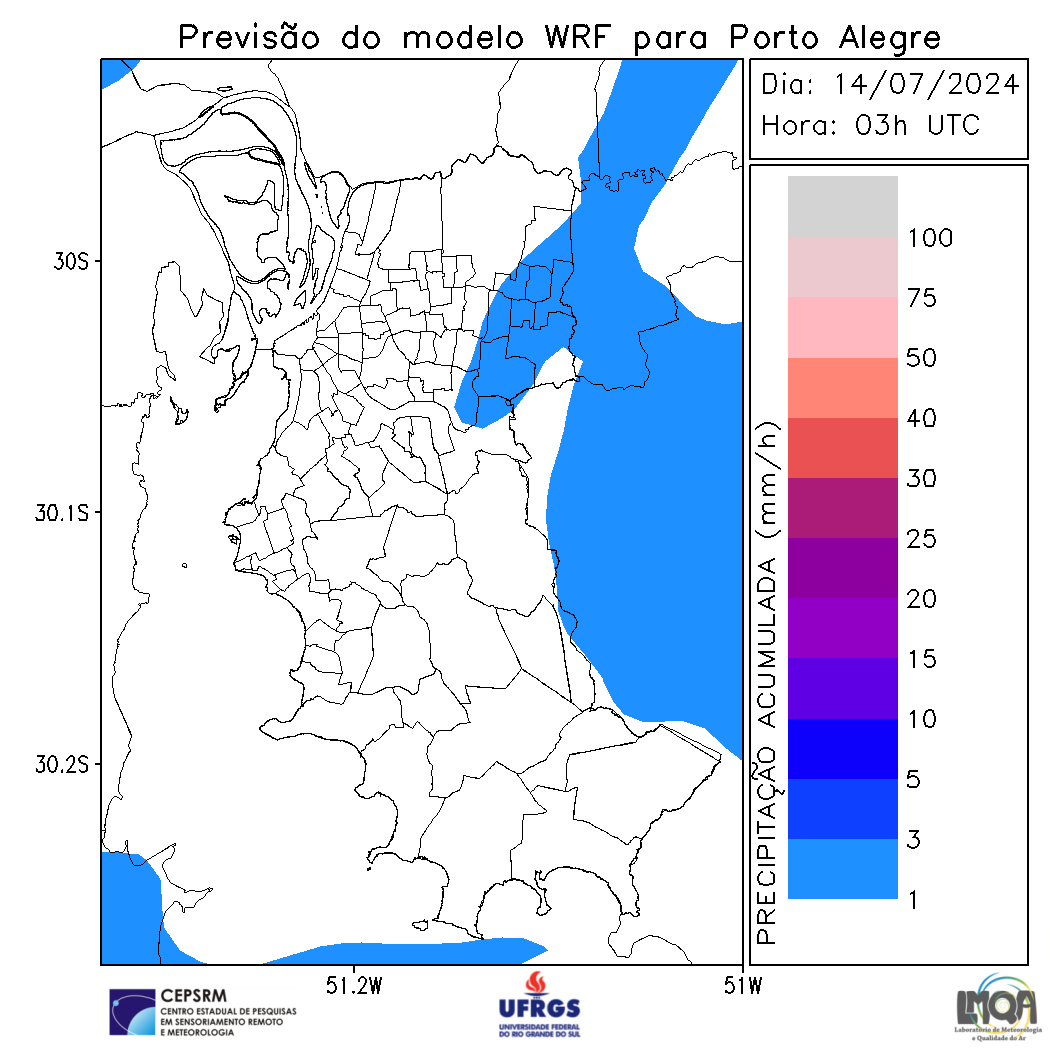 Previsão do modelo WRF para Porto Alegre
Dia: 14/07/2024
Hora: 03h UTC
30S
30.1S
30.2S
51.2W
51W
PRECIPITAÇÃO ACUMULADA (mm/h)
100
75
50
40
30
25
20
15
10
5
3
1
CEPSRM
CENTRO ESTADUAL DE PESQUISAS
EM SENSORIAMENTO REMOTO
E METEOROLOGIA
UFRGS
UNIVERSIDADE FEDERAL
DO RIO GRANDE DO SUL
LMQA
Laboratório de Meteorologia
e Qualidade do Ar